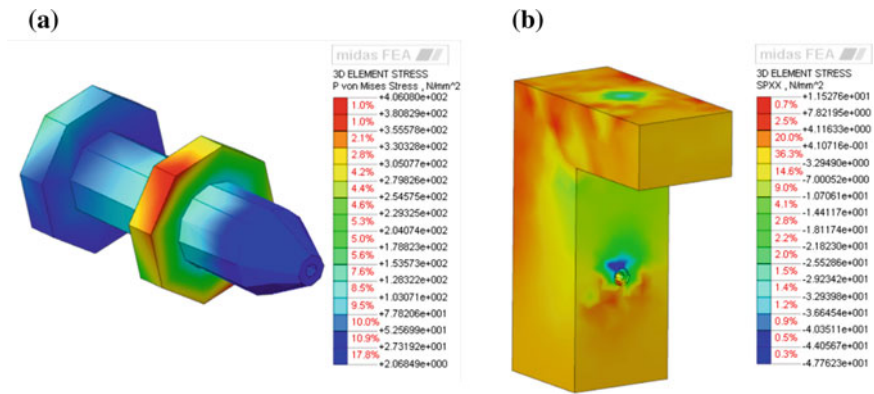 (a)
midas FEA
3D ELEMENT STRESS
P von Mises Stress , N/mm^2
+4.06080e+002
1.0%
+3.80829e+002
1.0%
+3.55578e+002
2.1%
+3.30328e+002
2.8%
+3.05077e+002
4.2%
+2.79826e+002
4.4%
+2.54575e+002
4.6%
+2.29325e+002
5.3%
+2.04074e+002
5.0%
+1.78823e+002
5.6%
+1.53573e+002
7.6%
+1.28322e+002
8.5%
+1.03071e+002
9.5%
+7.78206e+001
10.0%
+5.25699e+001
10.9%
+2.73192e+001
17.8%
+2.06849e+000
(b)
midas FEA
3D ELEMENT STRESS
SPXX , N/mm^2
+1.15276e+001
0.7%
+7.82195e+000
2.5%
+4.11633e+000
20.0%
+4.10716e-001
36.3%
-3.29490e+000
14.6%
-7.00052e+000
9.0%
-1.07061e+001
4.1%
-1.44117e+001
2.8%
-1.81174e+001
2.2%
-2.18230e+001
2.0%
-2.55286e+001
1.5%
-2.92342e+001
1.4%
-3.29398e+001
1.2%
-3.66454e+001
0.9%
-4.03511e+001
0.5%
-4.40567e+001
0.3%
-4.77623e+001